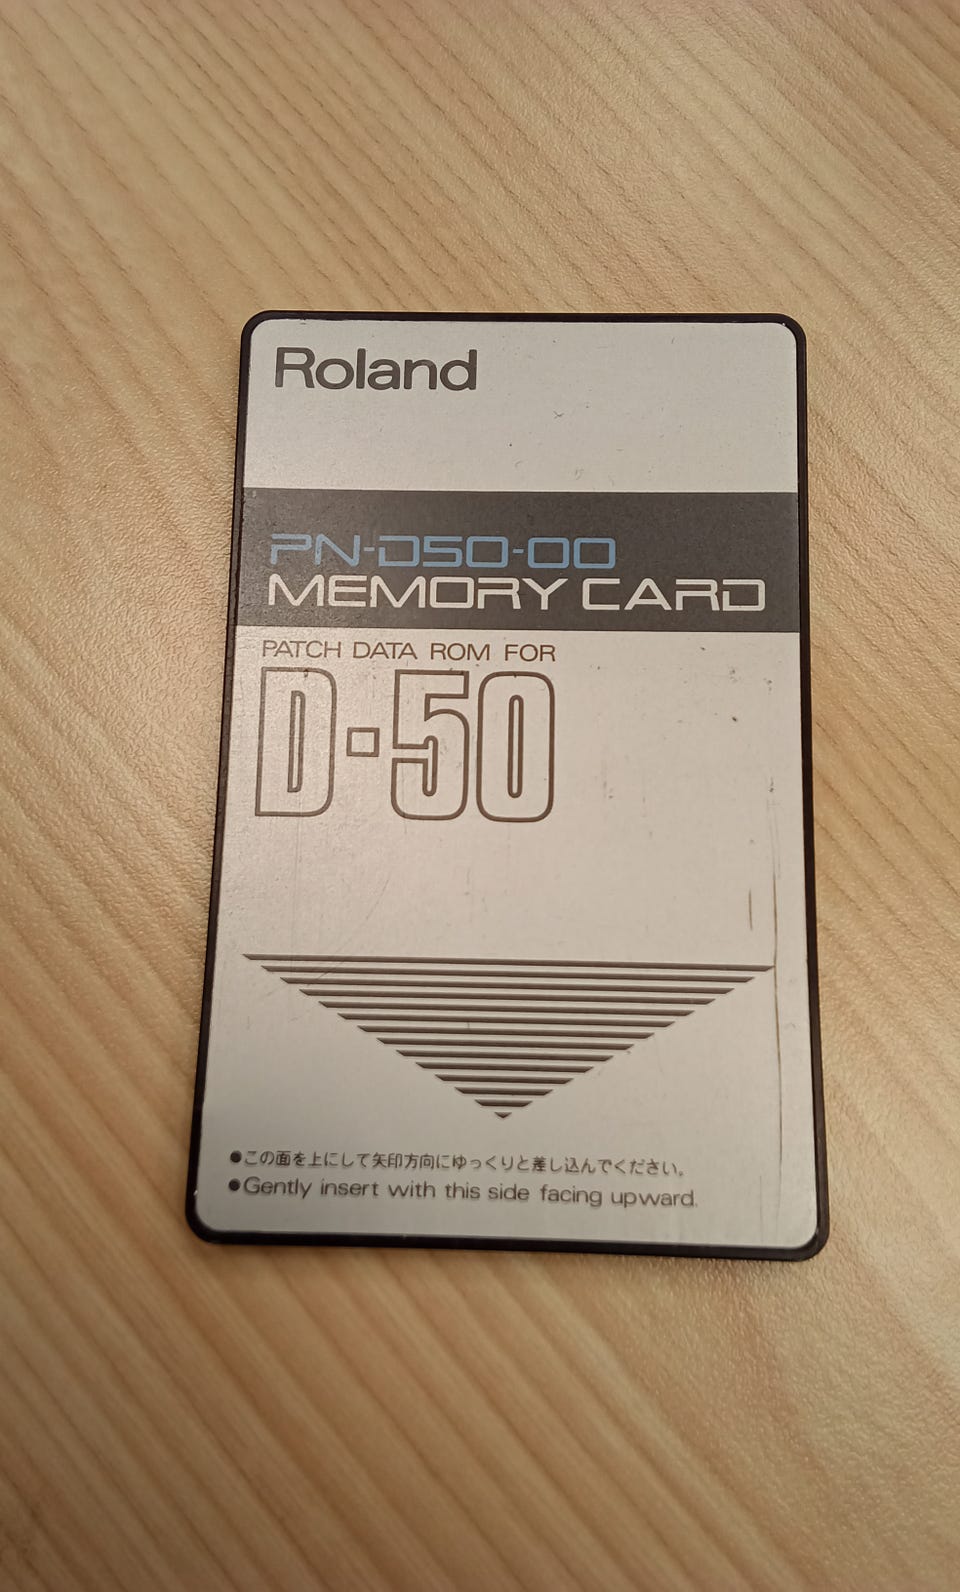 Roland
PN-D50-00
MEMORY CARD
PATCH DATA ROM FOR
D-50
●この面を上にして矢印方向にゆっくりと差し込んでください。
●Gently insert with this side facing upward.